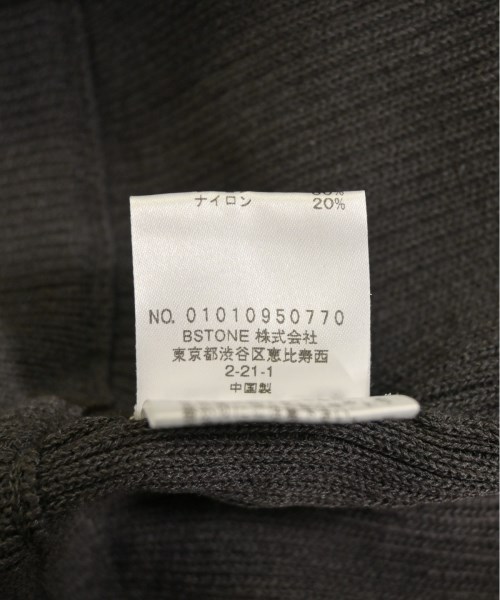 ナイロン 20%
NO. 01010950770
BSTONE 株式会社
東京都渋谷区恵比寿西
2-21-1
中国製